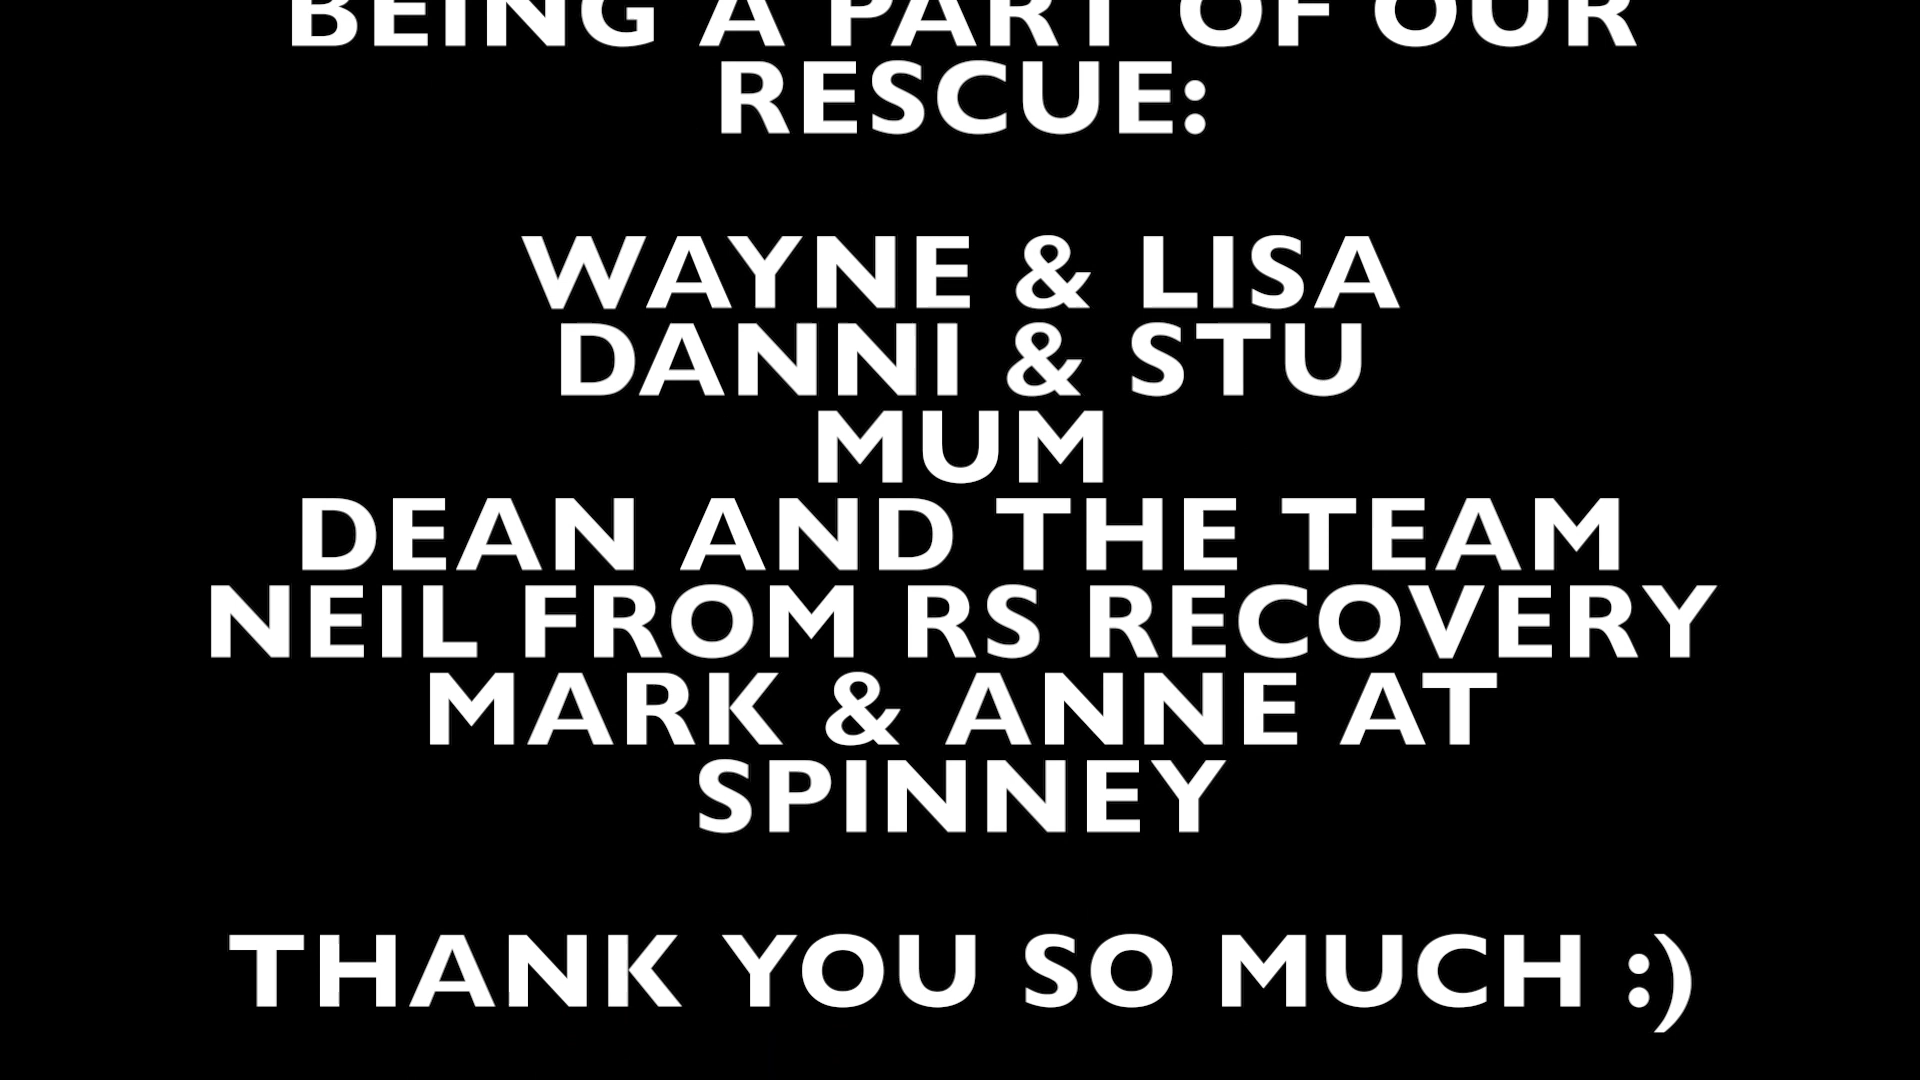 BEING A PART OF OUR
RESCUE:
WAYNE & LISA
DANNI & STU
MUM
DEAN AND THE TEAM
NEIL FROM RS RECOVERY
MARK & ANNE AT
SPINNEY
THANK YOU SO MUCH :)